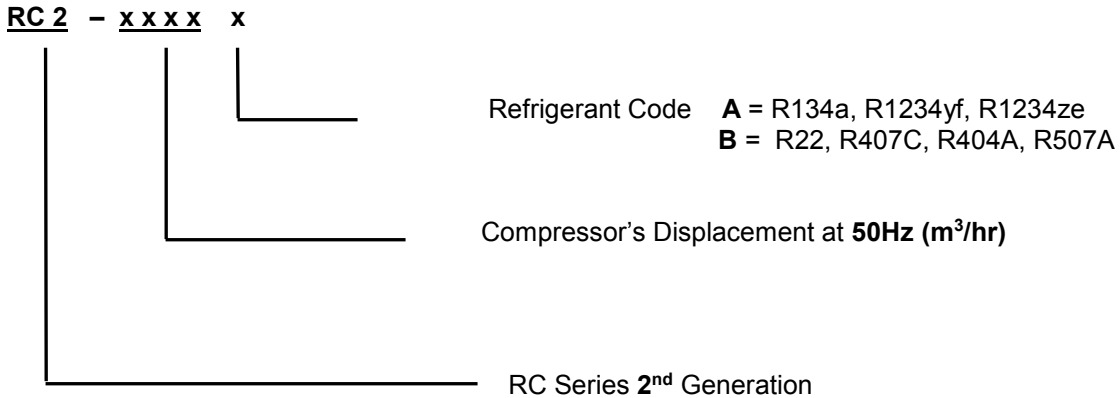 RC 2 – x x x x x
Refrigerant Code A = R134a, R1234yf, R1234ze
B = R22, R407C, R404A, R507A
Compressor's Displacement at 50Hz (m³/hr)
RC Series 2ⁿᵈ Generation